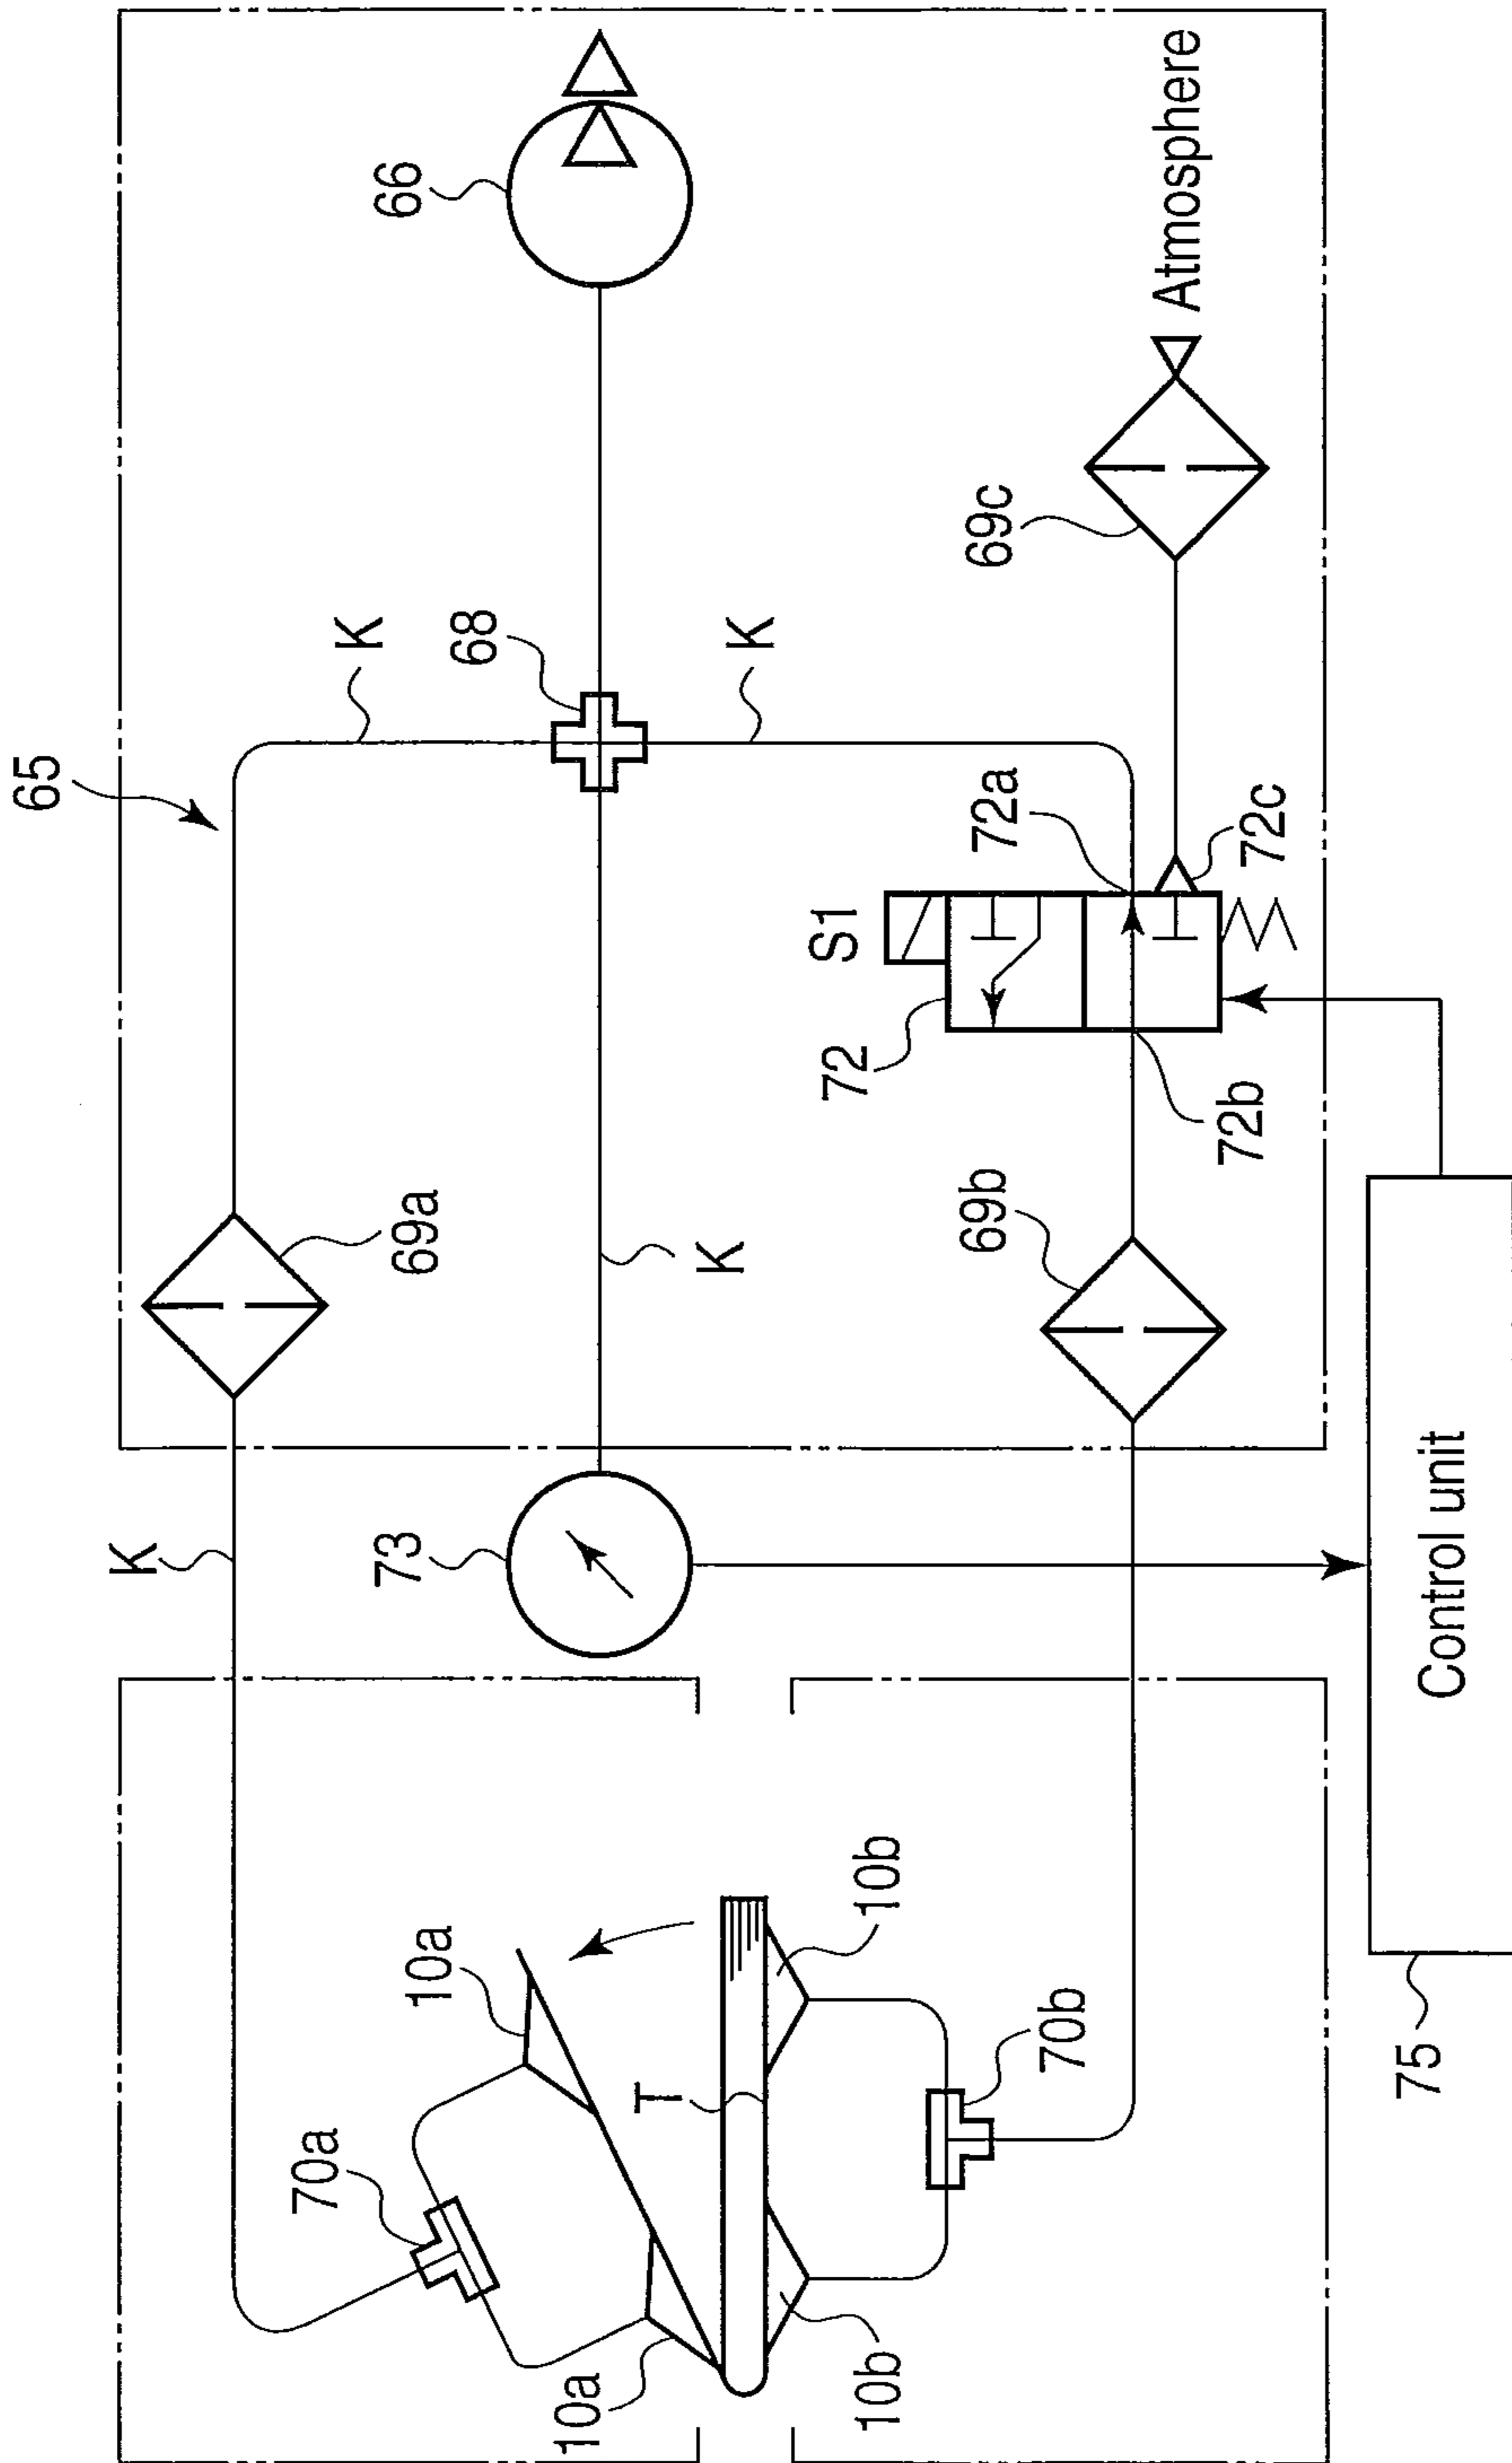 65
K
68
K
66
K
69a
K
73
72a
S1
72
72b
72c
69c
Atmosphere
69b
10a
70a
10a
T
10b
10b
70b
Control unit
75